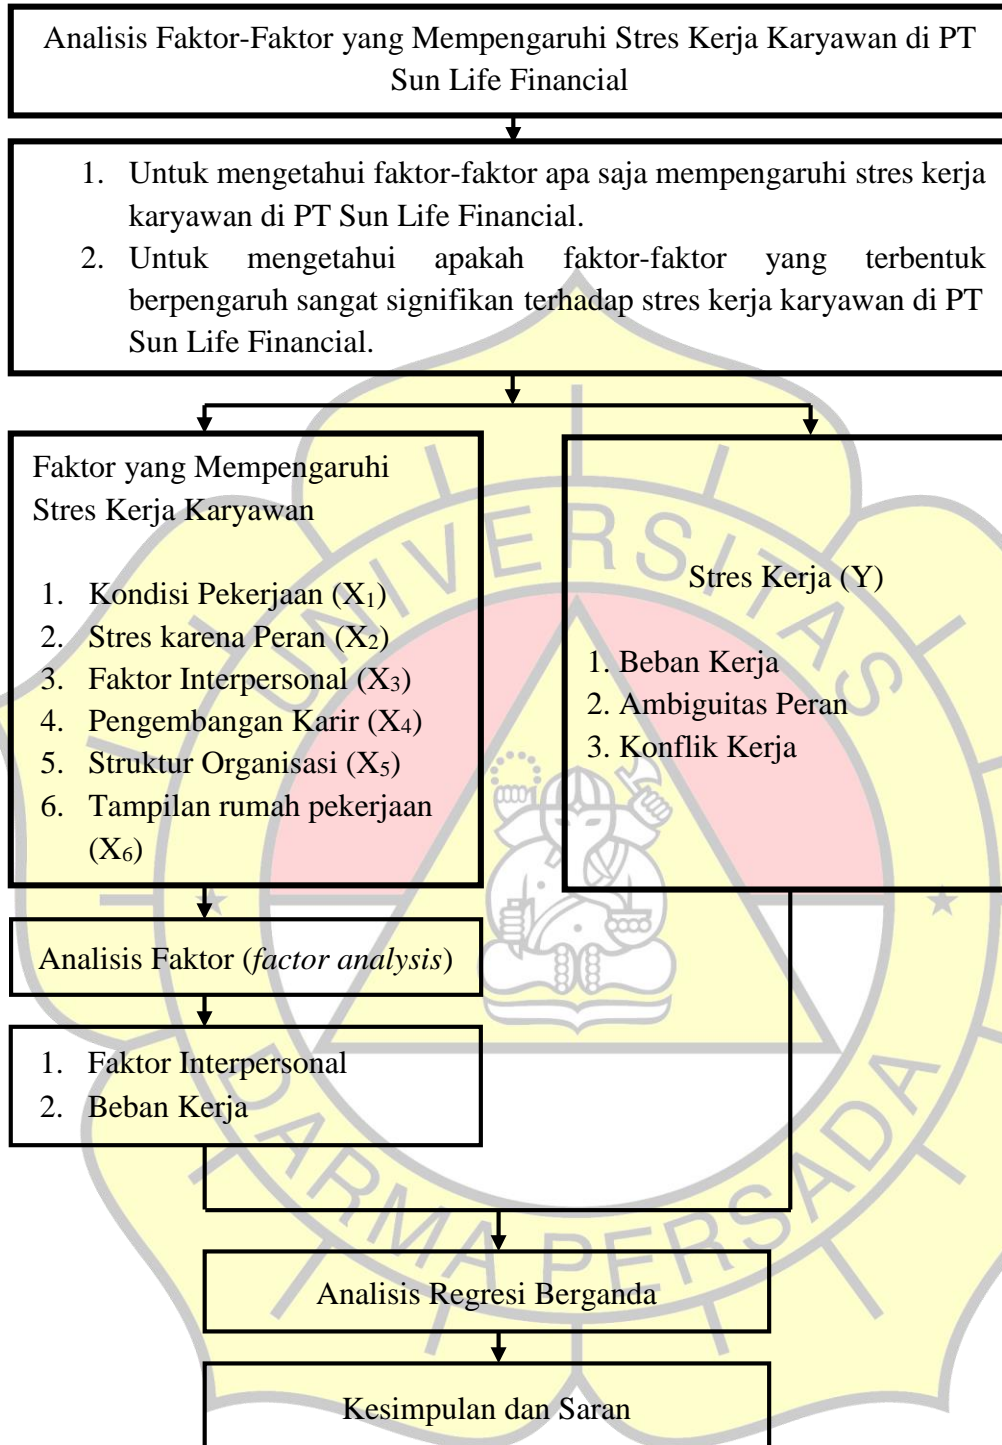 Analisis Faktor-Faktor yang Mempengaruhi Stres Kerja Karyawan di PT
Sun Life Financial
1. Untuk mengetahui faktor-faktor apa saja mempengaruhi stres kerja
karyawan di PT Sun Life Financial.
2. Untuk mengetahui apakah faktor-faktor yang terbentuk
berpengaruh sangat signifikan terhadap stres kerja karyawan di PT
Sun Life Financial.
Faktor yang Mempengaruhi
Stres Kerja Karyawan
1. Kondisi Pekerjaan (X₁)
2. Stres karena Peran (X₂)
3. Faktor Interpersonal (X₃)
4. Pengembangan Karir (X₄)
5. Struktur Organisasi (X₅)
6. Tampilan rumah pekerjaan
(X₆)
Stres Kerja (Y)
1. Beban Kerja
2. Ambiguitas Peran
3. Konflik Kerja
Analisis Faktor (factor analysis)
1. Faktor Interpersonal
2. Beban Kerja
Analisis Regresi Berganda
Kesimpulan dan Saran
UNIVERSITAS
DARMA PERSADA